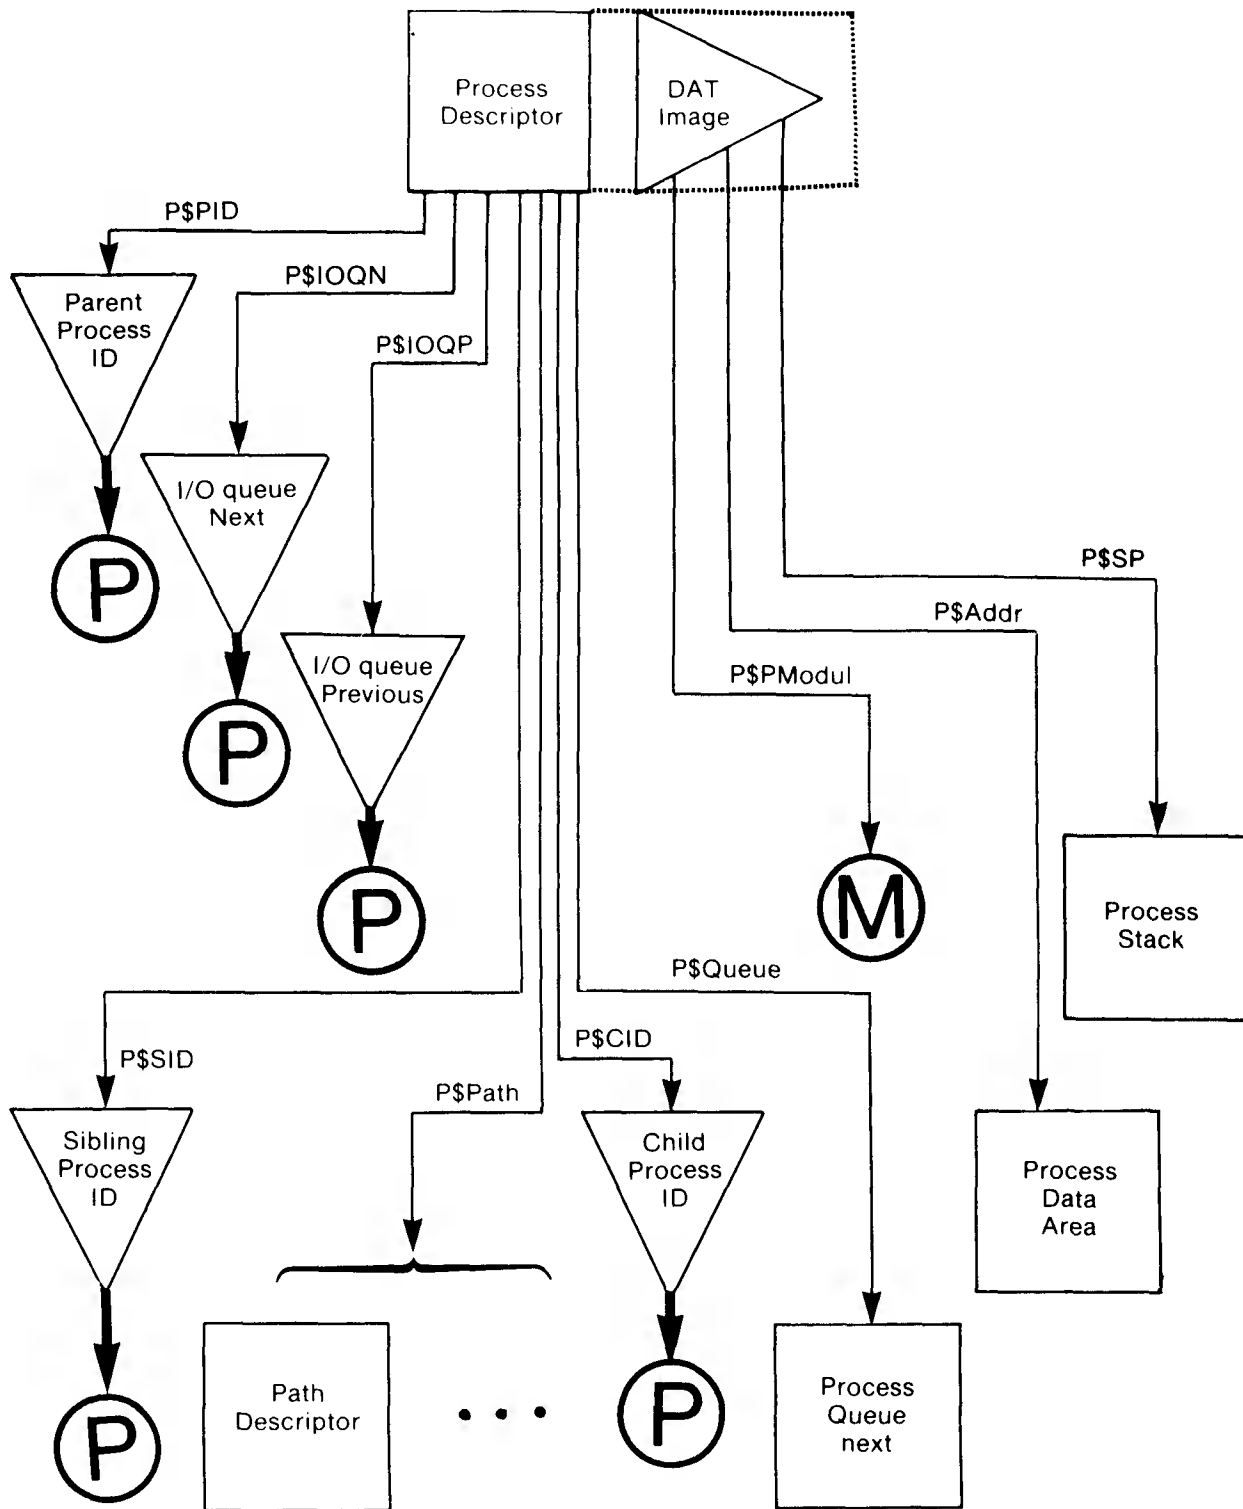 Process
Descriptor
DAT
Image
P$PID
P$IOQN
P$IOQP
Parent
Process
ID
I/O queue
Next
I/O queue
Previous
P
P
P
P$SP
P$Addr
P$PModul
M
Process
Stack
P$Queue
P$CID
P$SID
P$Path
Sibling
Process
ID
Child
Process
ID
Process
Data
Area
Path
Descriptor
• • •
Process
Queue
next
P
P